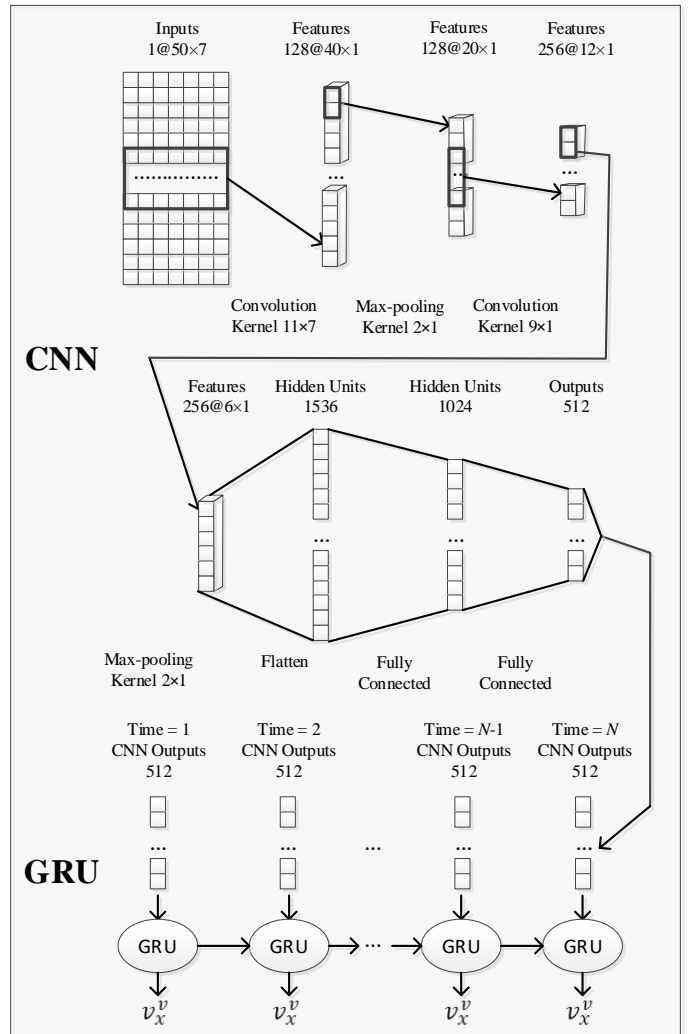 Inputs Features Features Features
1@50×7 128@40×1 128@20×1 256@12×1
...............
... ... ...
Convolution Max-pooling Convolution
Kernel 11×7 Kernel 2×1 Kernel 9×1
CNN
Features Hidden Units Hidden Units Outputs
256@6×1 1536 1024 512
... ... ...
Max-pooling Flatten Fully Fully
Kernel 2×1 Connected Connected
Time = 1 Time = 2 Time = N-1 Time = N
CNN Outputs CNN Outputs CNN Outputs CNN Outputs
512 512 512 512
... ... ... ... ...
GRU
GRU GRU ... GRU GRU
v_x^v v_x^v v_x^v v_x^v